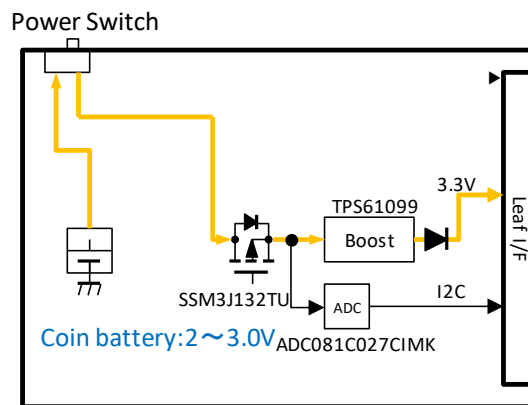 Power Switch
3.3V
TPS61099
Boost
Leaf I/F
SSM3J132TU
ADC
I2C
Coin battery:2～3.0V
ADC081C027CIMK